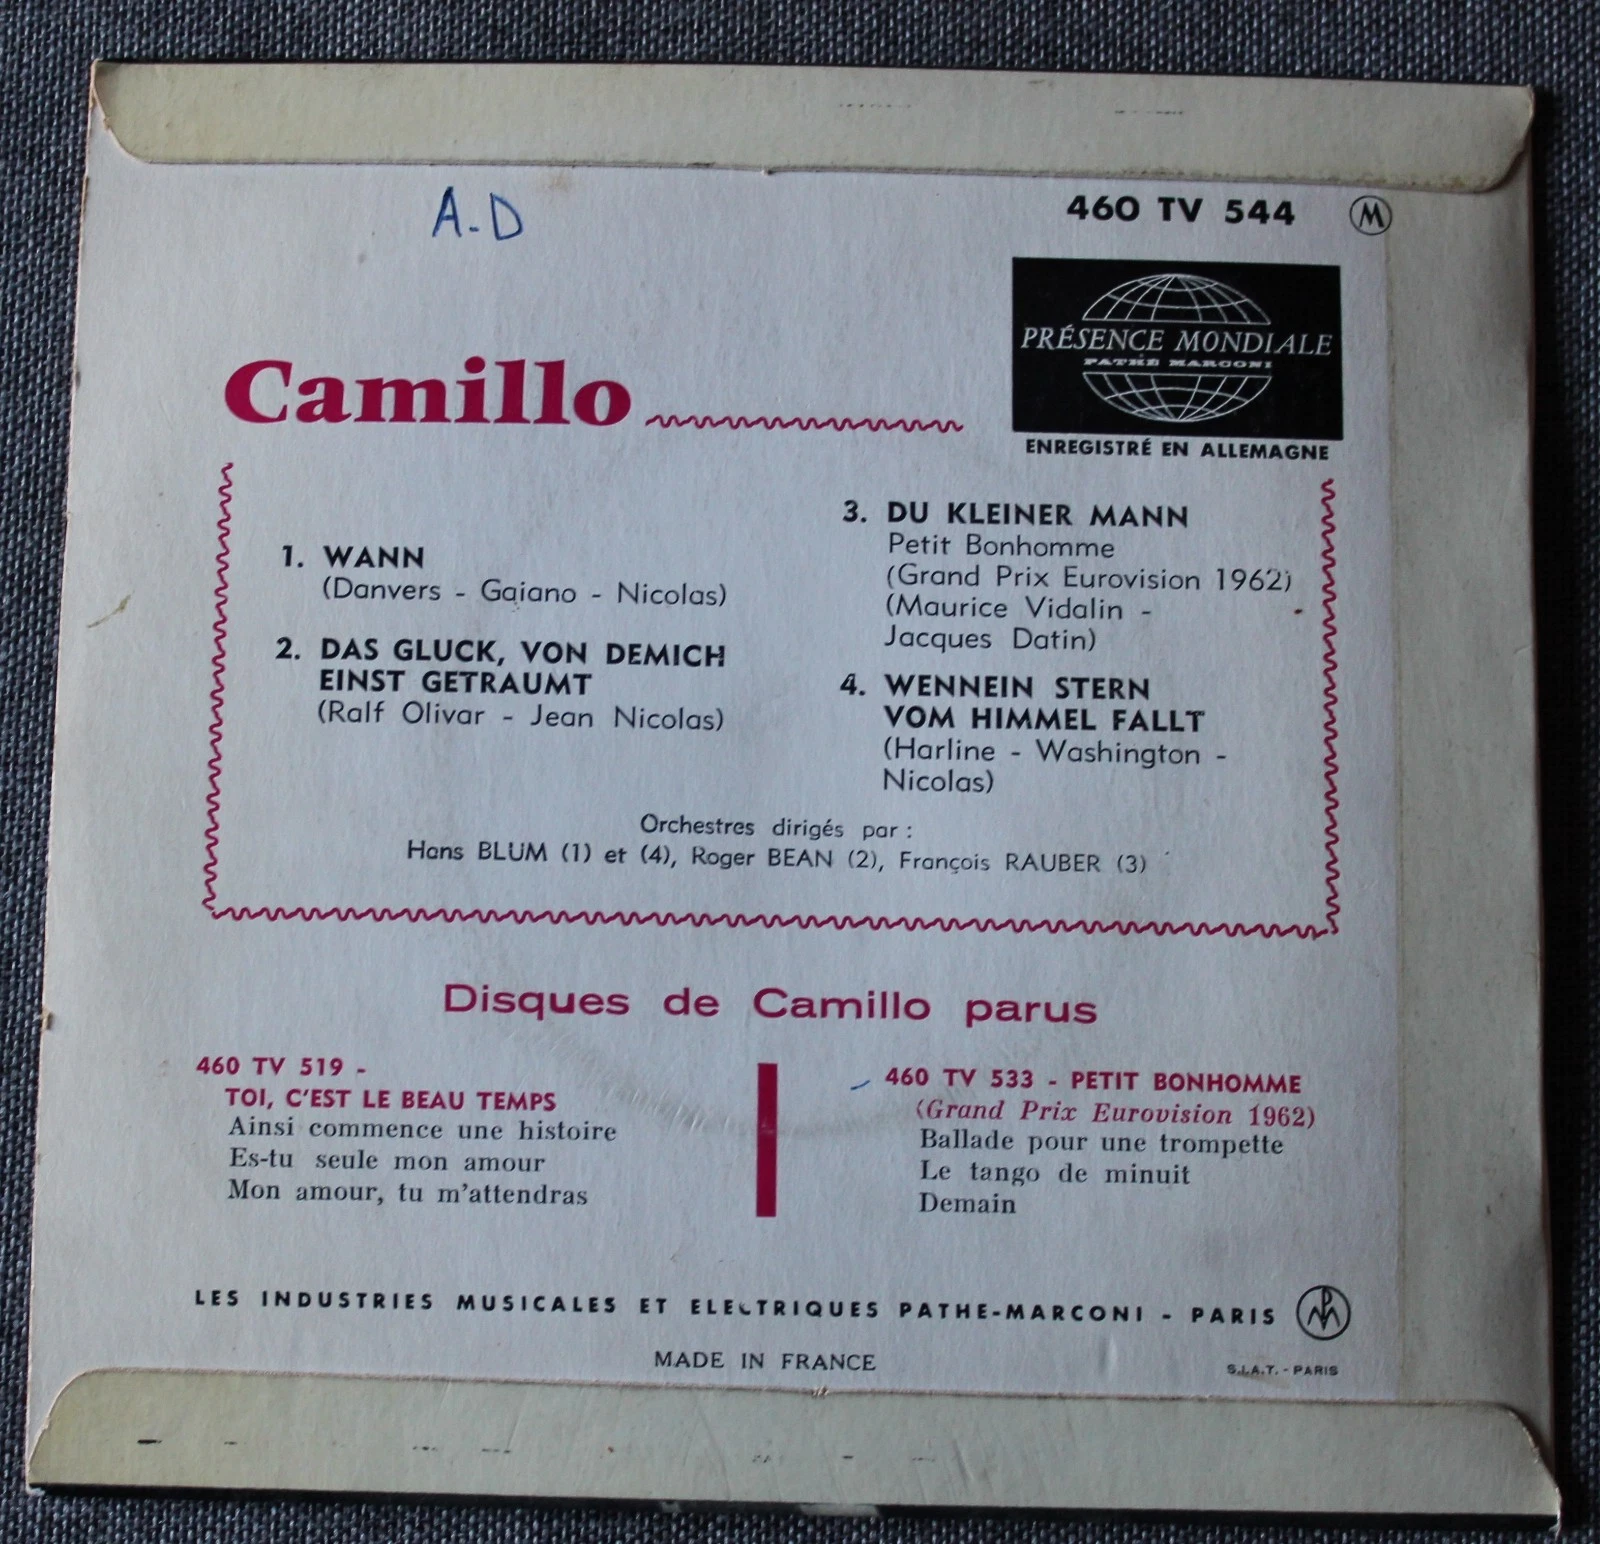 A.D
460 TV 544 M
PRÉSENCE MONDIALE
PATHÉ MARCONI
ENREGISTRÉ EN ALLEMAGNE
Camillo
1. WANN
(Danvers - Gaiano - Nicolas)
2. DAS GLUCK, VON DEMICH
EINST GETRAUMT
(Ralf Olivar - Jean Nicolas)
3. DU KLEINER MANN
Petit Bonhomme
(Grand Prix Eurovision 1962)
(Maurice Vidalin -
Jacques Datin)
4. WENNEIN STERN
VOM HIMMEL FALLT
(Harline - Washington -
Nicolas)
Orchestres dirigés par :
Hans BLUM (1) et (4), Roger BEAN (2), François RAUBER (3)
Disques de Camillo parus
460 TV 519 -
TOI, C'EST LE BEAU TEMPS
Ainsi commence une histoire
Es-tu seule mon amour
Mon amour, tu m'attendras
460 TV 533 - PETIT BONHOMME
(Grand Prix Eurovision 1962)
Ballade pour une trompette
Le tango de minuit
Demain
LES INDUSTRIES MUSICALES ET ELECTRIQUES PATHE-MARCONI - PARIS
MADE IN FRANCE
S.I.A.T. - PARIS